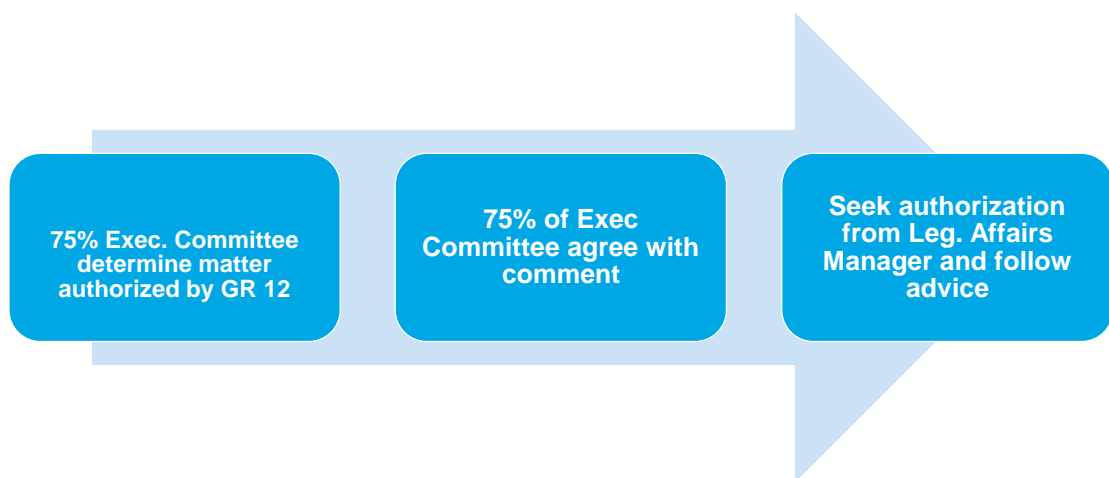 75% Exec. Committee
determine matter
authorized by GR 12
75% of Exec
Committee agree with
comment
Seek authorization
from Leg. Affairs
Manager and follow
advice